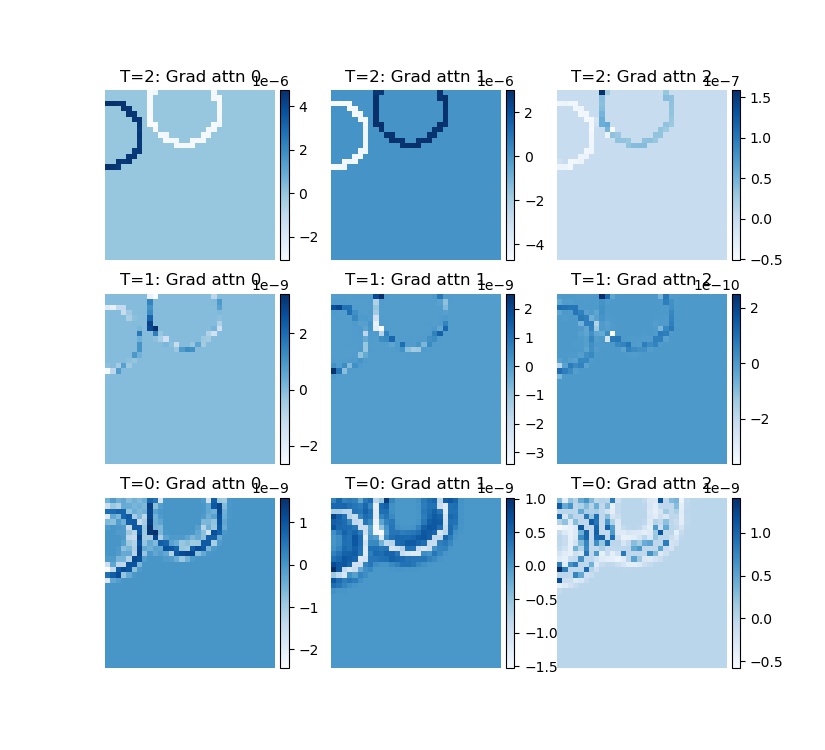 T=2: Grad attn 0
1e−6
T=2: Grad attn 1
1e−6
T=2: Grad attn 2
1e−7
4
2
0
−2
2
0
−2
−4
1.5
1.0
0.5
0.0
−0.5
T=1: Grad attn 0
1e−9
T=1: Grad attn 1
1e−9
T=1: Grad attn 2
1e−10
2
0
−2
2
1
0
−1
−2
−3
2
0
−2
T=0: Grad attn 0
1e−9
T=0: Grad attn 1
1e−9
T=0: Grad attn 2
1e−9
1
0
−1
−2
1.0
0.5
0.0
−0.5
−1.0
−1.5
1.0
0.5
0.0
−0.5